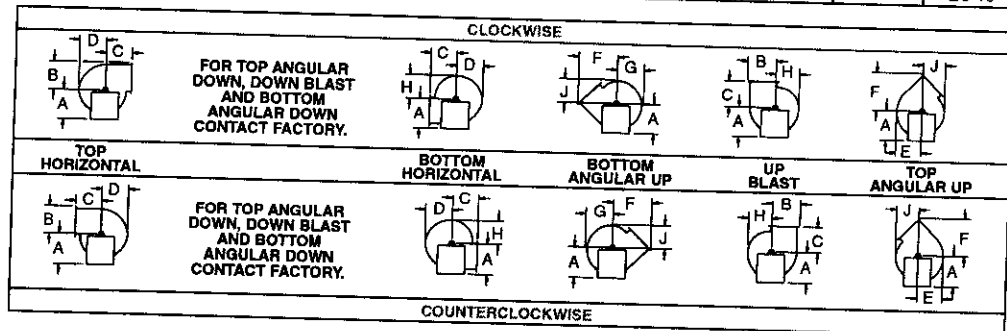 CLOCKWISE
D C
B
A
FOR TOP ANGULAR
DOWN, DOWN BLAST
AND BOTTOM
ANGULAR DOWN
CONTACT FACTORY.
C D
H
A
F G
J
A
B H
C
A
J
F
A
E
TOP
HORIZONTAL
BOTTOM
HORIZONTAL
BOTTOM
ANGULAR UP
UP
BLAST
TOP
ANGULAR UP
C D
B
A
FOR TOP ANGULAR
DOWN, DOWN BLAST
AND BOTTOM
ANGULAR DOWN
CONTACT FACTORY.
D C
H
A
G F
J
A
H B
C
A
J
F
A
E
COUNTERCLOCKWISE